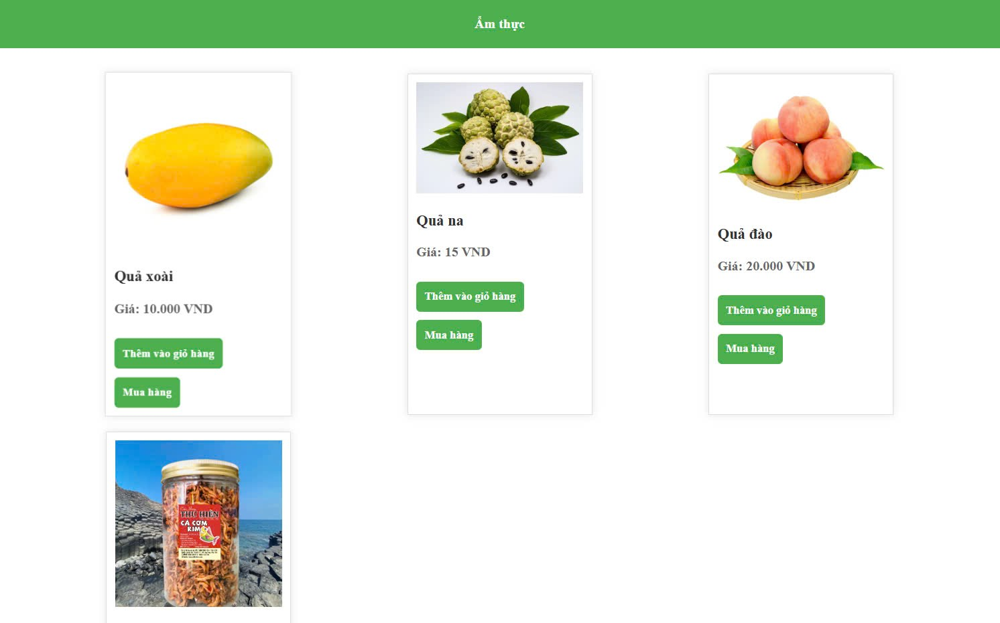 Ẩm thực
Quả xoài
Giá: 10.000 VND
Thêm vào giỏ hàng
Mua hàng
Quả na
Giá: 15 VND
Thêm vào giỏ hàng
Mua hàng
Quả đào
Giá: 20.000 VND
Thêm vào giỏ hàng
Mua hàng
THU HIỀN
CÁ CƠM
RIM